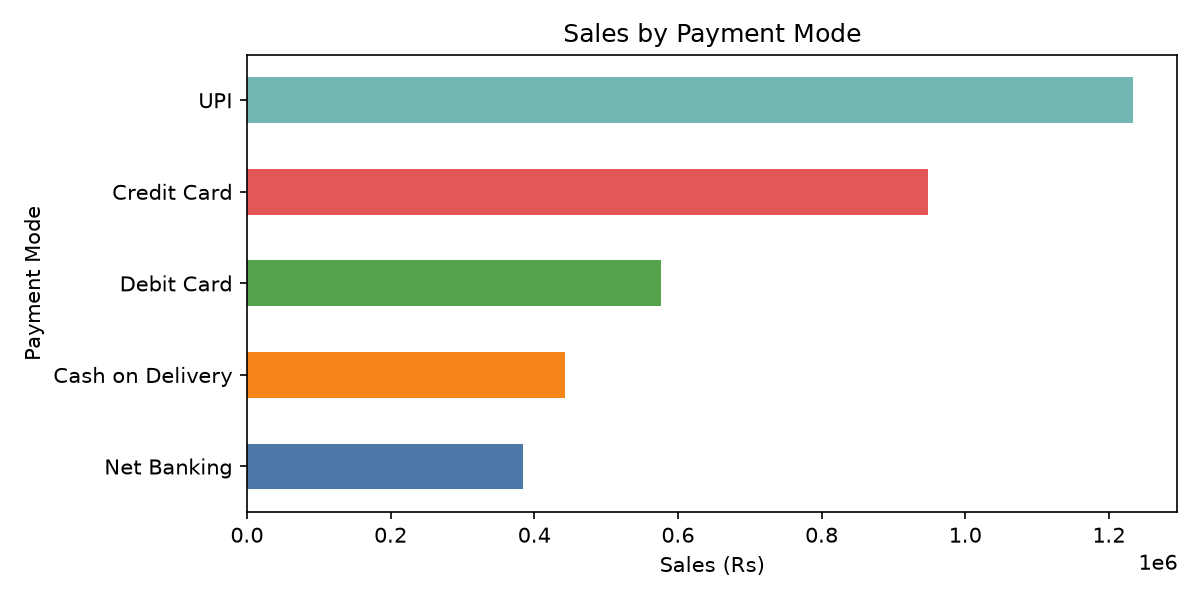 Sales by Payment Mode
Payment Mode
UPI
Credit Card
Debit Card
Cash on Delivery
Net Banking
0.0 0.2 0.4 0.6 0.8 1.0 1.2
1e6
Sales (Rs)